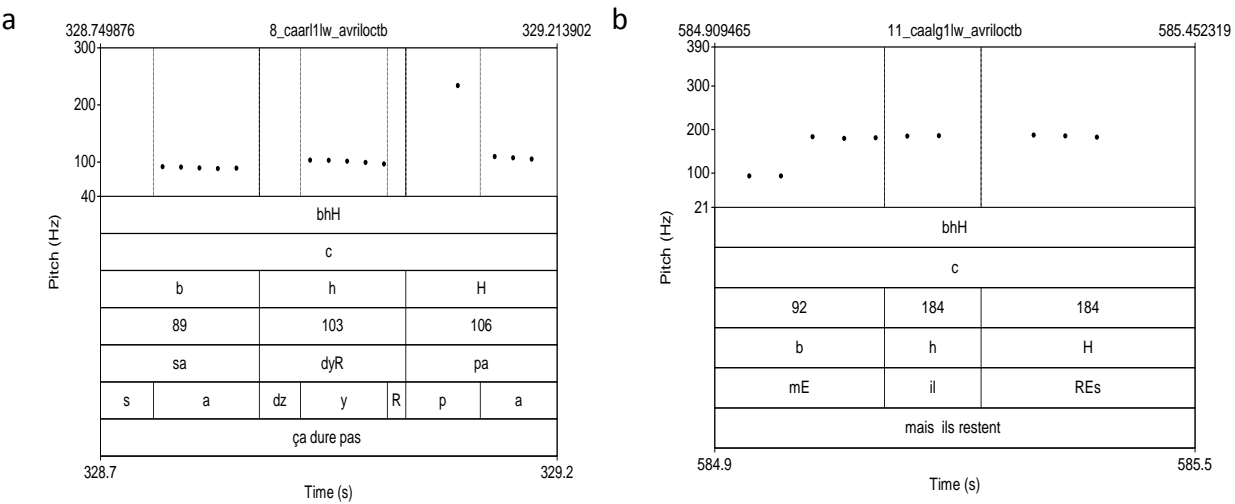 a
328.749876 8_caarl1lw_avriloctb 329.213902
300
200
100
40
Pitch (Hz)
bhH
c
b h H
89 103 106
sa dyR pa
s a dz y R p a
ça dure pas
328.7 329.2
Time (s)
b
584.909465 11_caalg1lw_avriloctb 585.452319
390
300
200
100
21
Pitch (Hz)
bhH
c
92 184 184
b h H
mE il REs
mais ils restent
584.9 585.5
Time (s)